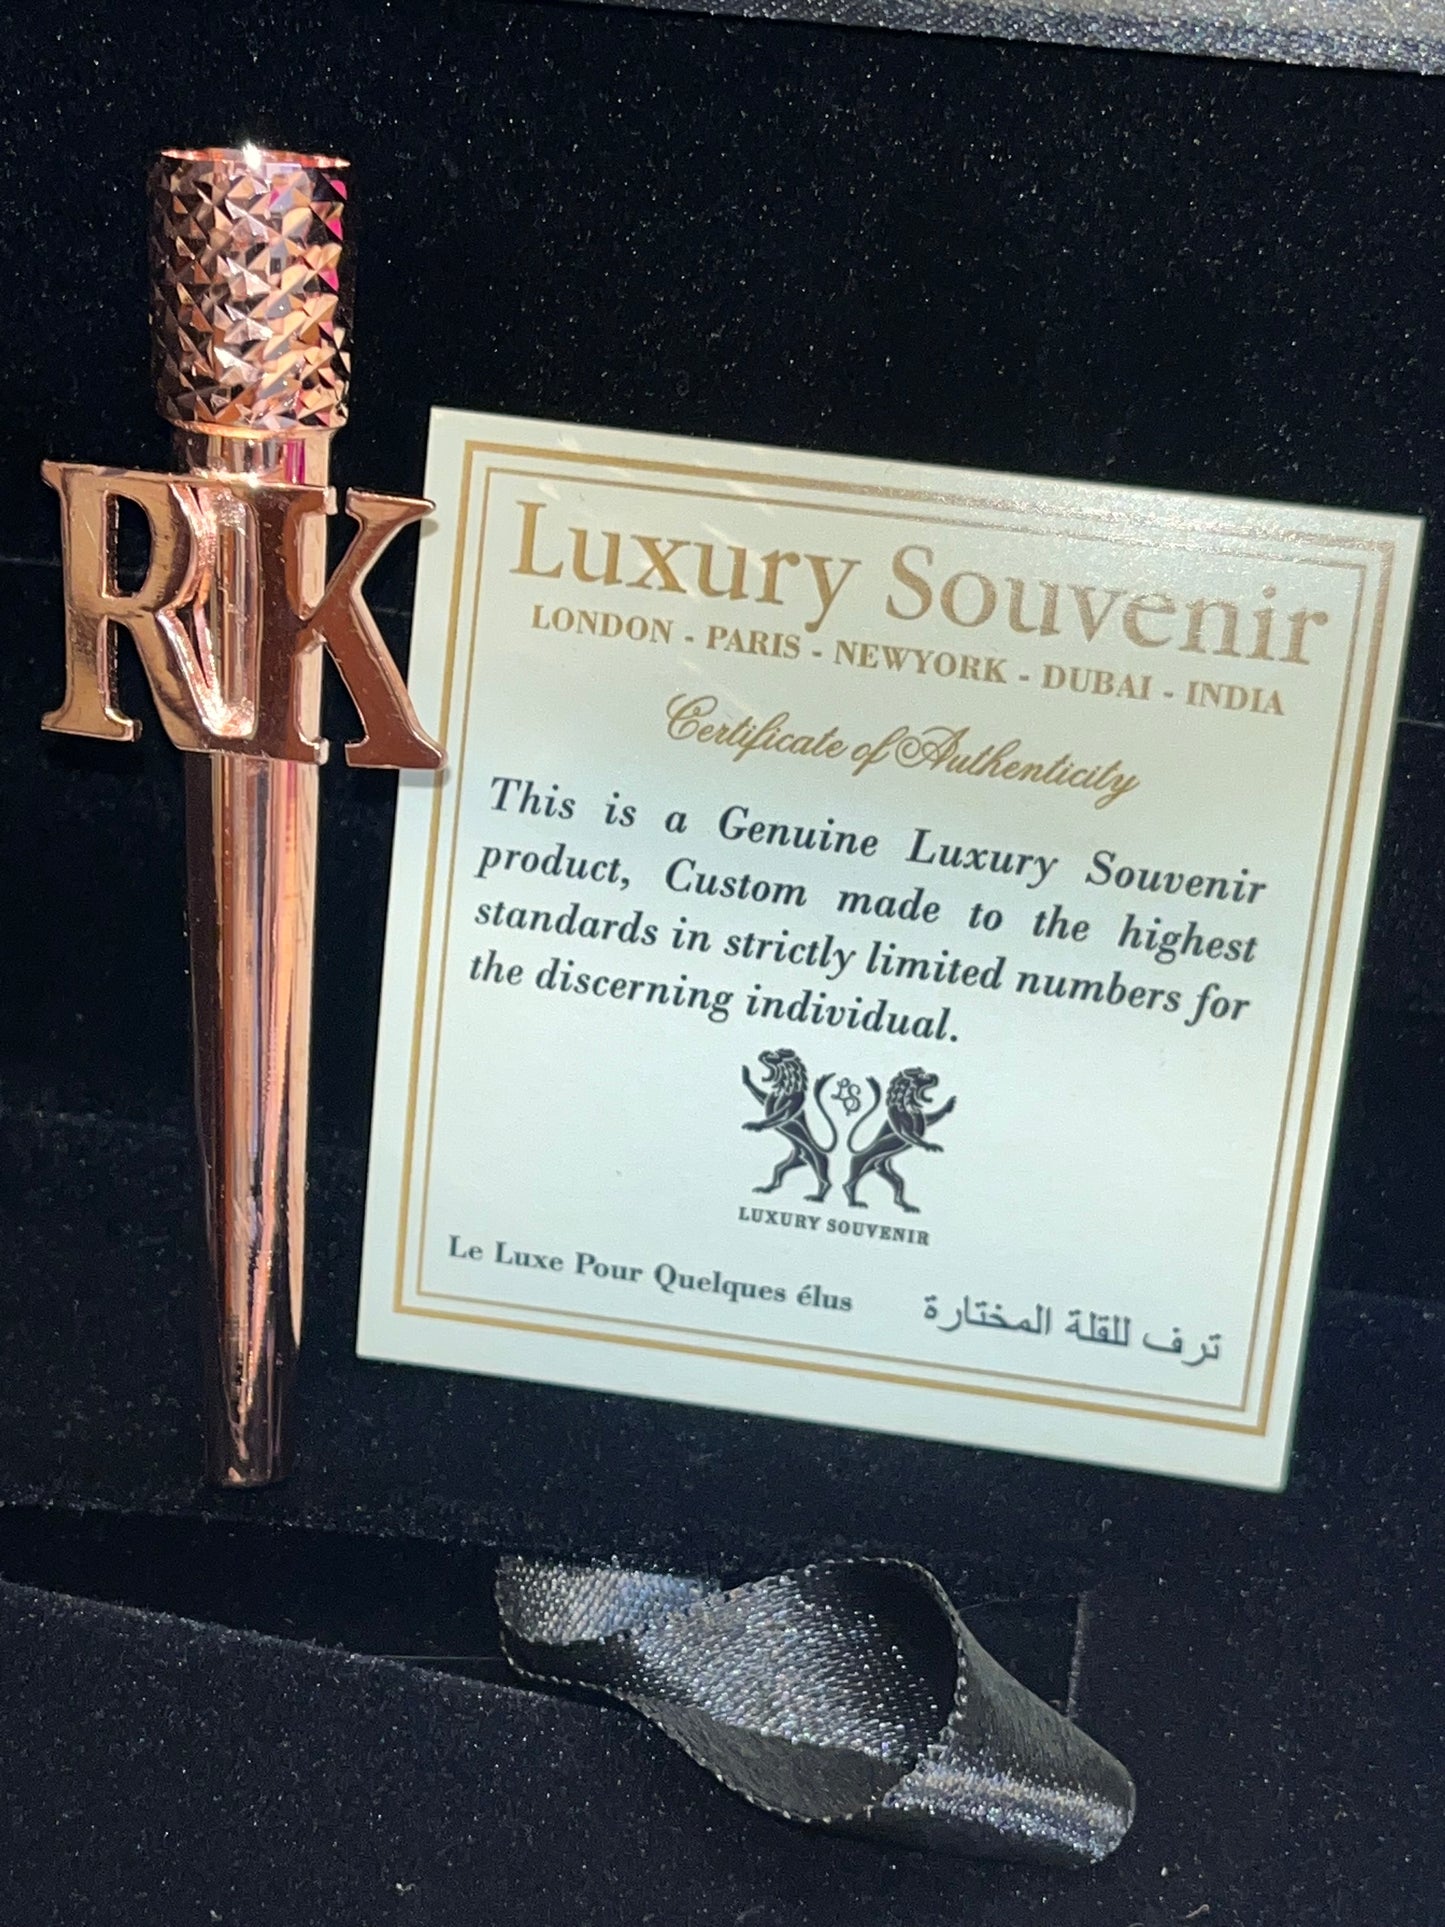 RK
Luxury Souvenir
LONDON - PARIS - NEWYORK - DUBAI - INDIA
Certificate of Authenticity
This is a Genuine Luxury Souvenir
product, Custom made to the highest
standards in strictly limited numbers for
the discerning individual.
LS
LUXURY SOUVENIR
Le Luxe Pour Quelques élus
ترف للقلة المختارة